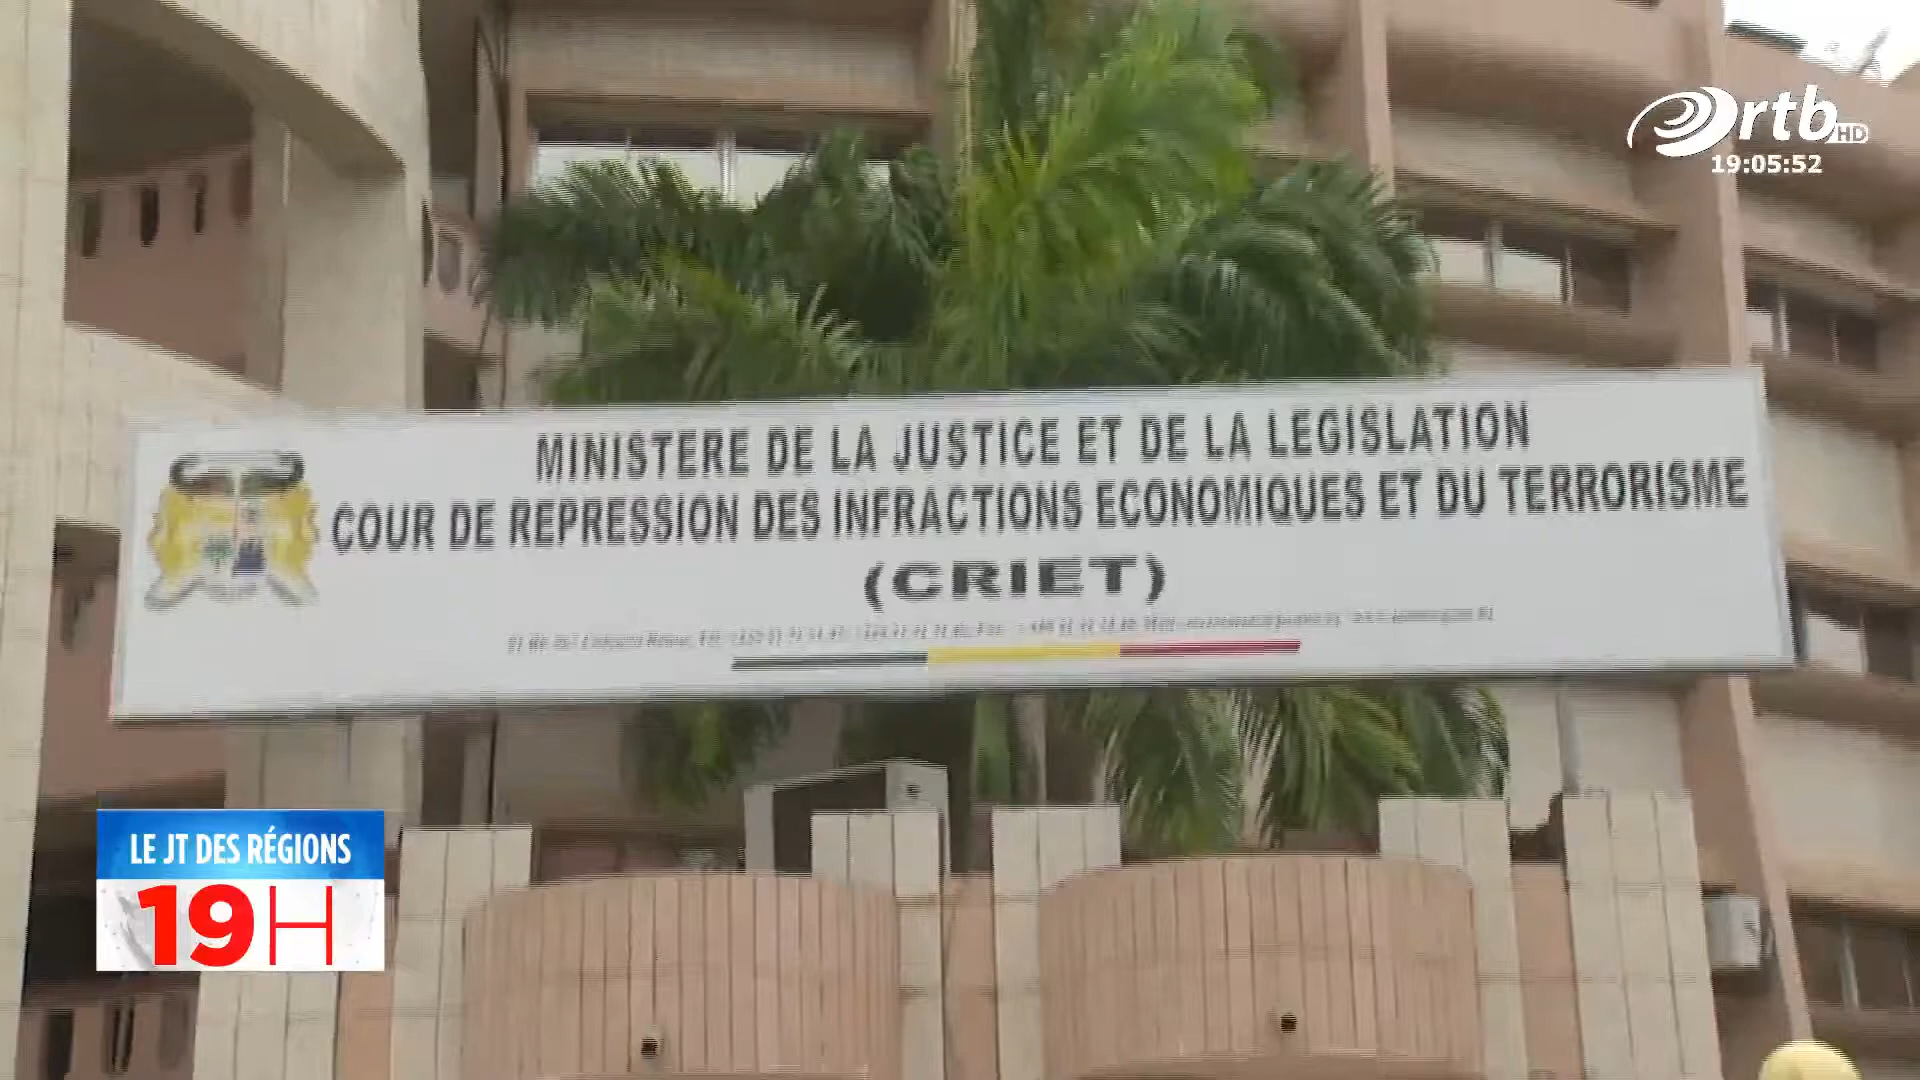 ortb HD
19:05:52
MINISTERE DE LA JUSTICE ET DE LA LEGISLATION
COUR DE REPRESSION DES INFRACTIONS ECONOMIQUES ET DU TERRORISME
(CRIET)
LE JT DES RÉGIONS
19H